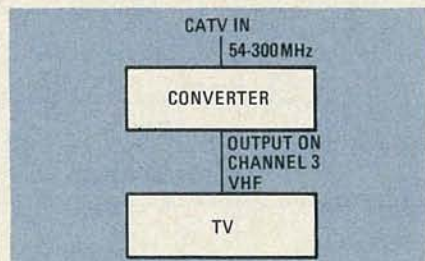 CATV IN
54-300MHz
CONVERTER
OUTPUT ON
CHANNEL 3
VHF
TV